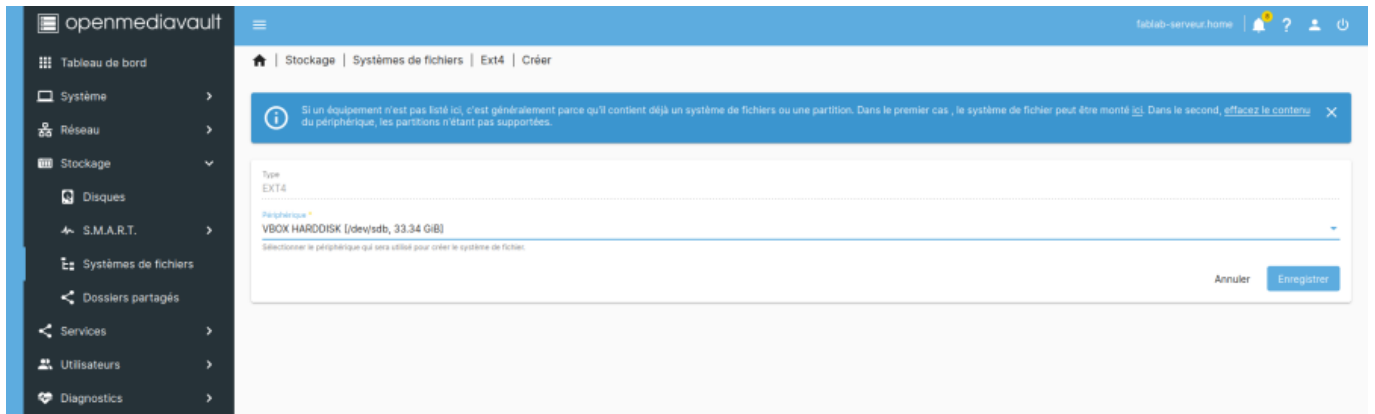 openmediavault
fablab-serveur.home
8
?
Tableau de bord
Système
Réseau
Stockage
Disques
S.M.A.R.T.
Systèmes de fichiers
Dossiers partagés
Services
Utilisateurs
Diagnostics
| Stockage | Systèmes de fichiers | Ext4 | Créer
Si un équipement n'est pas listé ici, c'est généralement parce qu'il contient déjà un système de fichiers ou une partition. Dans le premier cas , le système de fichier peut être monté ici. Dans le second, effacez le contenu
du périphérique, les partitions n'étant pas supportées.
Type
EXT4
Périphérique *
VBOX HARDDISK [/dev/sdb, 33.34 GiB]
Sélectionner le périphérique qui sera utilisé pour créer le système de fichier.
Annuler
Enregistrer